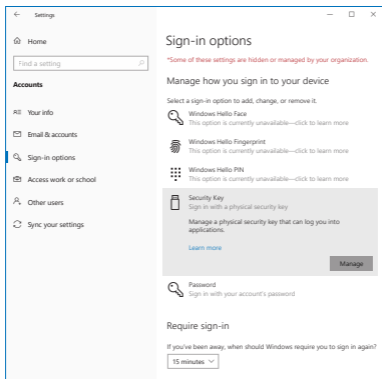 Settings
Home
Sign-in options
*Some of these settings are hidden or managed by your organization.
Find a setting
Accounts
Manage how you sign in to your device
Select a sign-in option to add, change, or remove it.
Your info
Email & accounts
Sign-in options
Access work or school
Other users
Sync your settings
Windows Hello Face
This option is currently unavailable—click to learn more
Windows Hello Fingerprint
This option is currently unavailable—click to learn more
Windows Hello PIN
This option is currently unavailable—click to learn more
Security Key
Sign in with a physical security key
Manage a physical security key that can log you into
applications.
Learn more
Manage
Password
Sign in with your account's password
Require sign-in
If you've been away, when should Windows require you to sign in again?
15 minutes